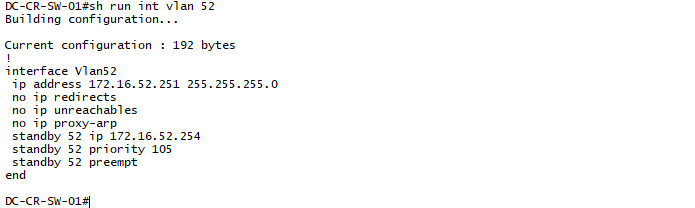 DC-CR-SW-01#sh run int vlan 52
Building configuration...
Current configuration : 192 bytes
!
interface Vlan52
 ip address 172.16.52.251 255.255.255.0
 no ip redirects
 no ip unreachables
 no ip proxy-arp
 standby 52 ip 172.16.52.254
 standby 52 priority 105
 standby 52 preempt
end
DC-CR-SW-01#